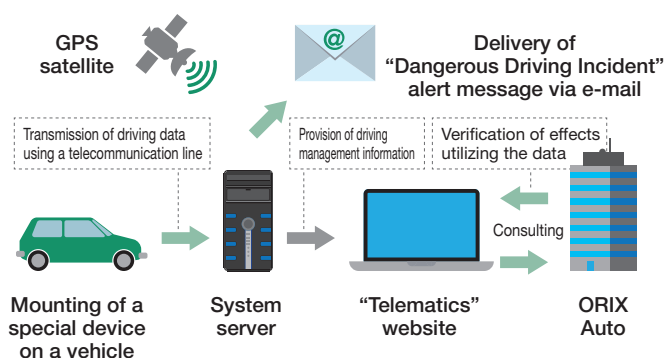 GPS
satellite
@
Delivery of
“Dangerous Driving Incident”
alert message via e-mail
Transmission of driving data
using a telecommunication line
Provision of driving
management information
Verification of effects
utilizing the data
Consulting
Mounting of a
special device
on a vehicle
System
server
“Telematics”
website
ORIX
Auto